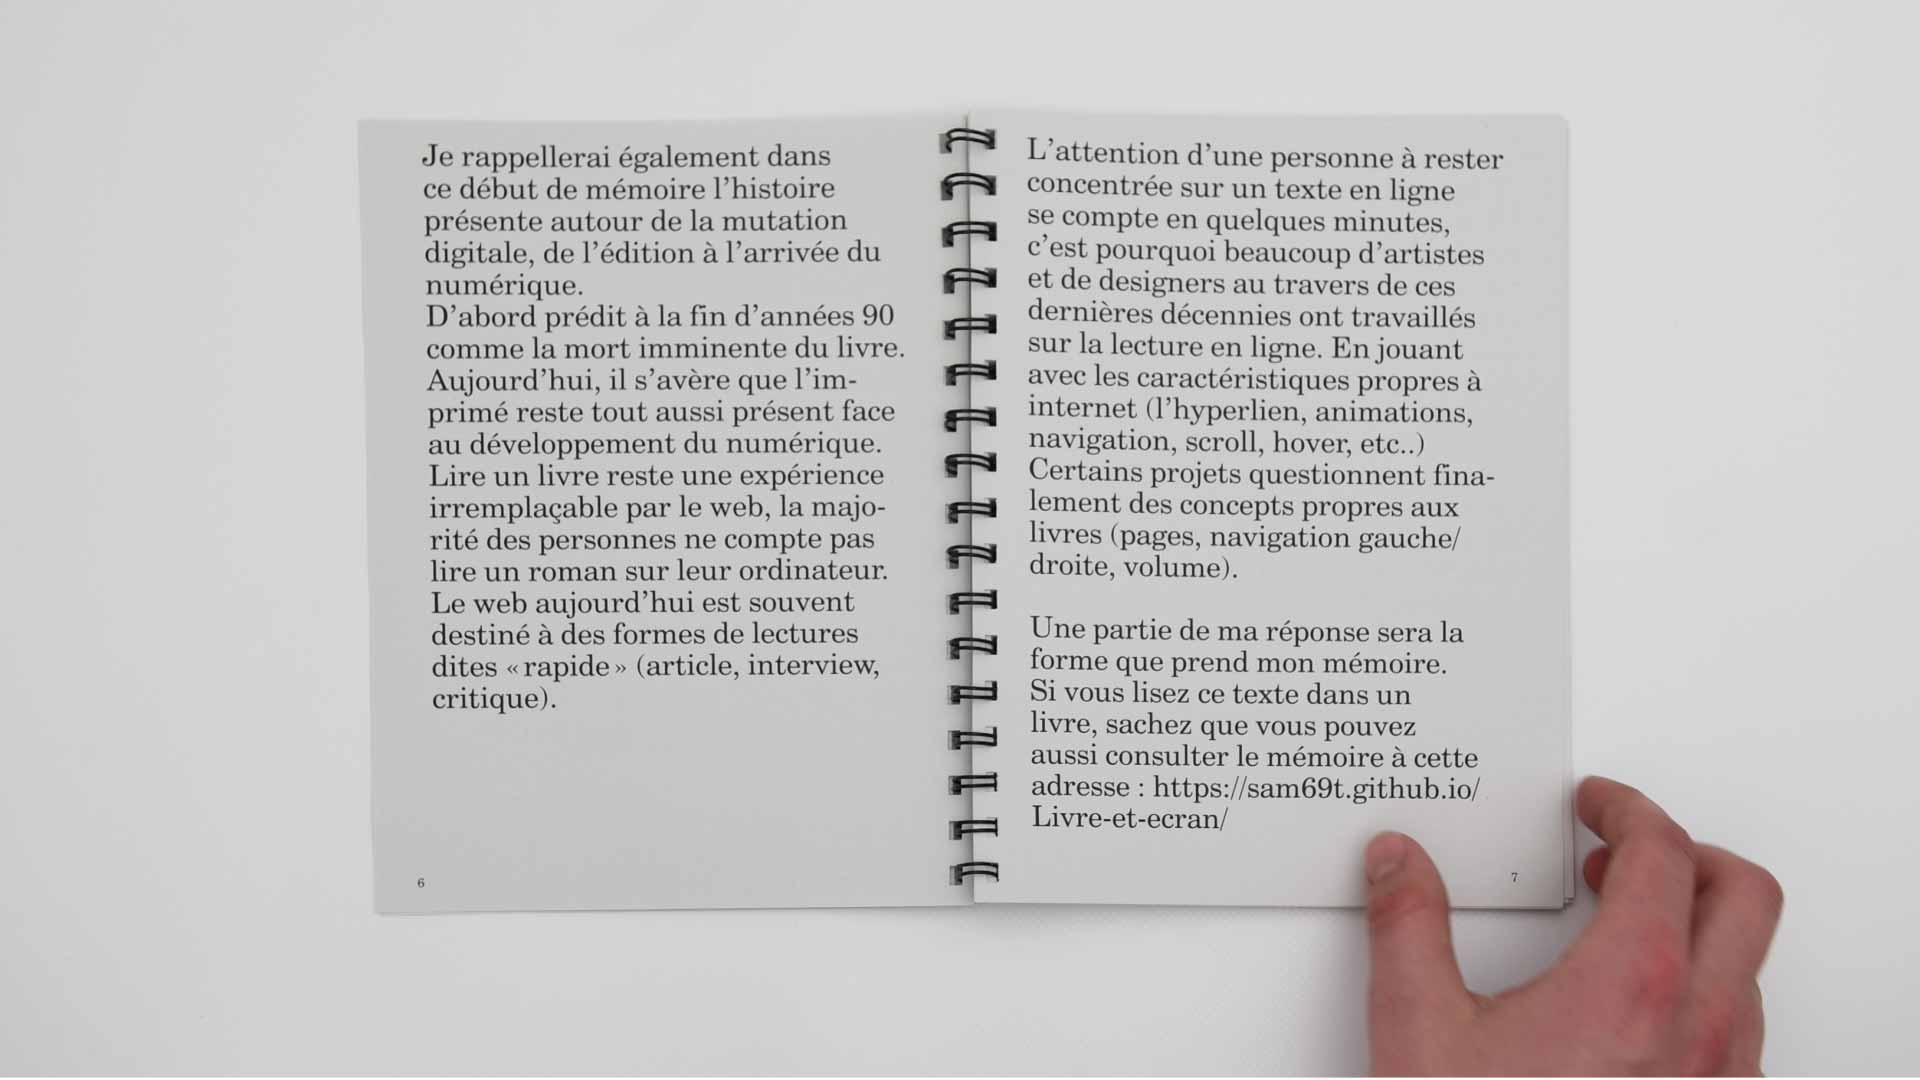 Je rappellerai également dans
ce début de mémoire l’histoire
présente autour de la mutation
digitale, de l’édition à l’arrivée du
numérique.
D’abord prédit à la fin d’années 90
comme la mort imminente du livre.
Aujourd’hui, il s’avère que l’im-
primé reste tout aussi présent face
au développement du numérique.
Lire un livre reste une expérience
irremplaçable par le web, la majo-
rité des personnes ne compte pas
lire un roman sur leur ordinateur.
Le web aujourd’hui est souvent
destiné à des formes de lectures
dites « rapide » (article, interview,
critique).
6
L’attention d’une personne à rester
concentrée sur un texte en ligne
se compte en quelques minutes,
c’est pourquoi beaucoup d’artistes
et de designers au travers de ces
dernières décennies ont travaillés
sur la lecture en ligne. En jouant
avec les caractéristiques propres à
internet (l’hyperlien, animations,
navigation, scroll, hover, etc..)
Certains projets questionnent fina-
lement des concepts propres aux
livres (pages, navigation gauche/
droite, volume).
Une partie de ma réponse sera la
forme que prend mon mémoire.
Si vous lisez ce texte dans un
livre, sachez que vous pouvez
aussi consulter le mémoire à cette
adresse : https://sam69t.github.io/
Livre-et-ecran/
7